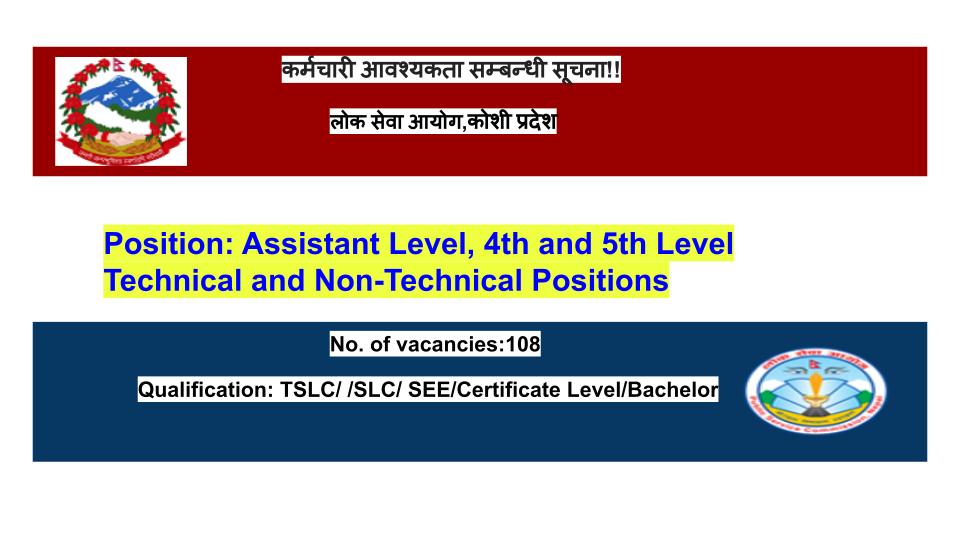 कर्मचारी आवश्यकता सम्बन्धी सूचना!!
लोक सेवा आयोग,कोशी प्रदेश
Position: Assistant Level, 4th and 5th Level
Technical and Non-Technical Positions
No. of vacancies:108
Qualification: TSLC/ /SLC/ SEE/Certificate Level/Bachelor
लोक सेवा आयोग
Public Service Commission, Nepal